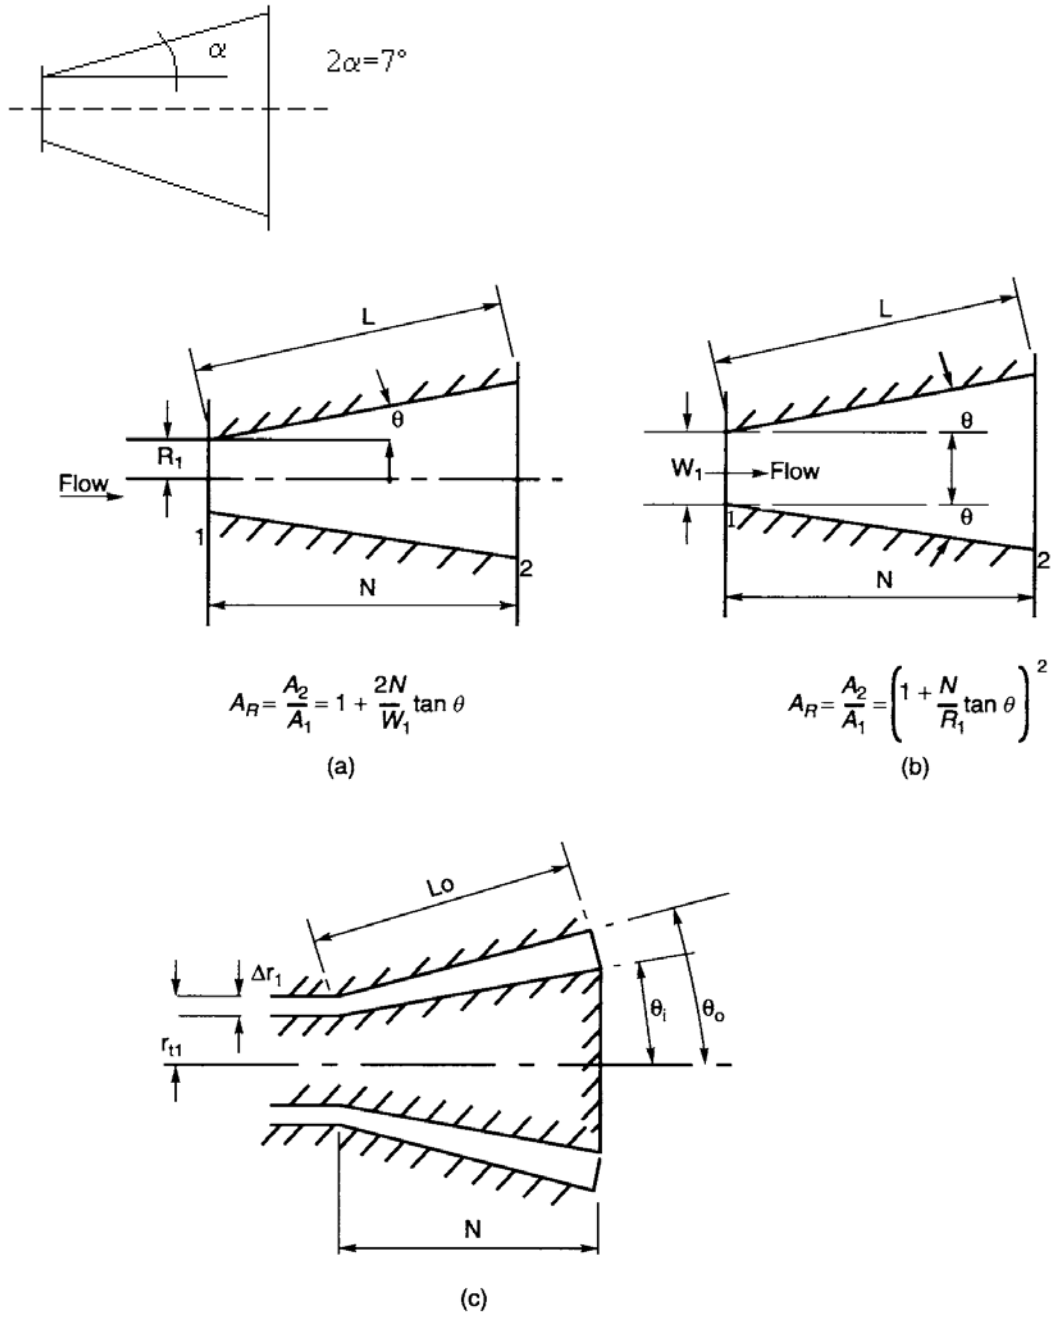 α
2α=7°
L
θ
R₁
Flow
1
2
N
A_R = A₂/A₁ = 1 + 2N/W₁ tan θ
(a)
L
θ
W₁
Flow
1
θ
2
N
A_R = A₂/A₁ = (1 + N/R₁ tan θ)²
(b)
Lo
Δr₁
r_t1
θᵢ
θₒ
N
(c)